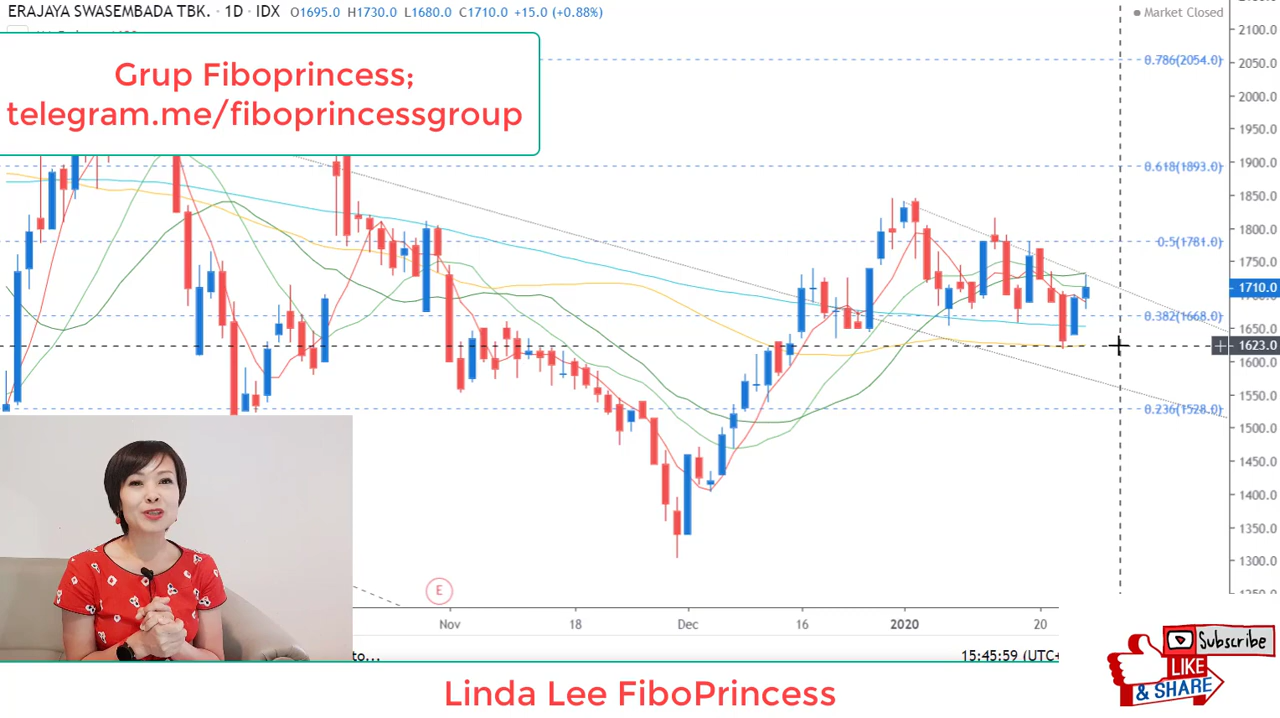 ERAJAYA SWASEMBADA TBK. · 1D · IDX O1695.0 H1730.0 L1680.0 C1710.0 +15.0 (+0.88%)
Market Closed
2100.0
Grup Fiboprincess;
telegram.me/fiboprincessgroup
0.786(2054.0)
2050.0
2000.0
1950.0
1900.0
0.618(1893.0)
1850.0
1800.0
0.5(1781.0)
1750.0
1710.0
0.382(1668.0)
1650.0
1623.0
1600.0
1550.0
0.236(1528.0)
1500.0
1450.0
1400.0
1350.0
1300.0
E
Nov 18 Dec 16 2020 20
to...
15:45:59 (UTC+
Subscribe
LIKE
& SHARE
Linda Lee FiboPrincess